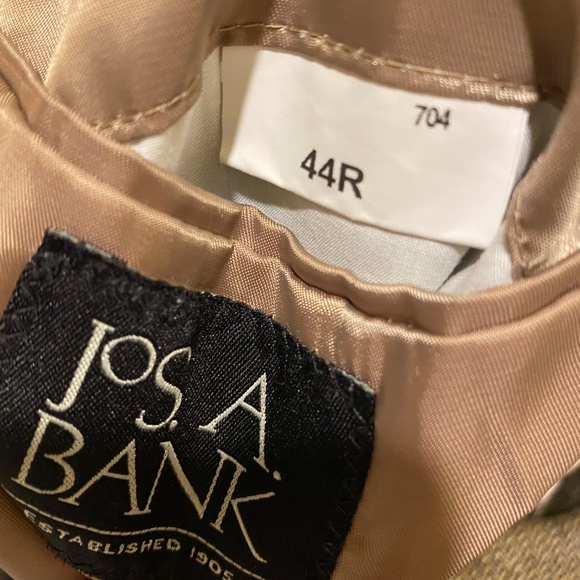 704
44R
JOS. A.
BANK
ESTABLISHED 1905